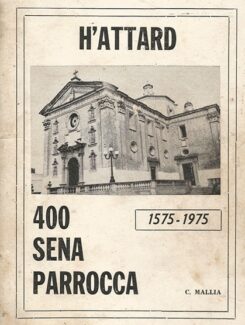 H'ATTARD
400
1575-1975
SENA
PARROCCA
C. MALLIA